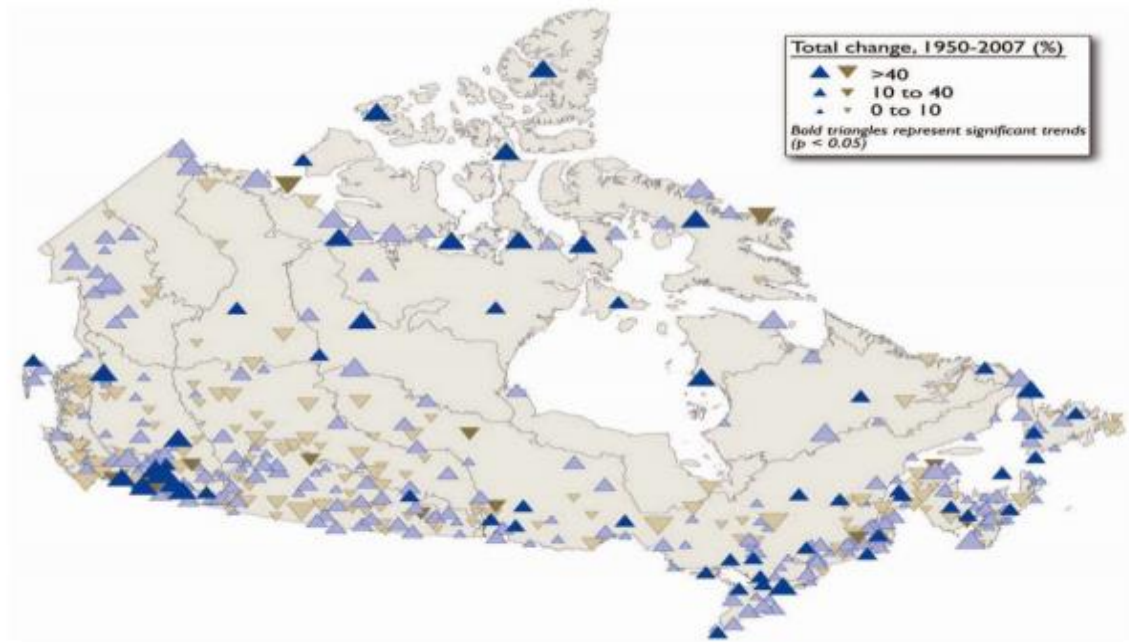 Total change, 1950-2007 (%)
>40
10 to 40
0 to 10
Bold triangles represent significant trends
(p < 0.05)